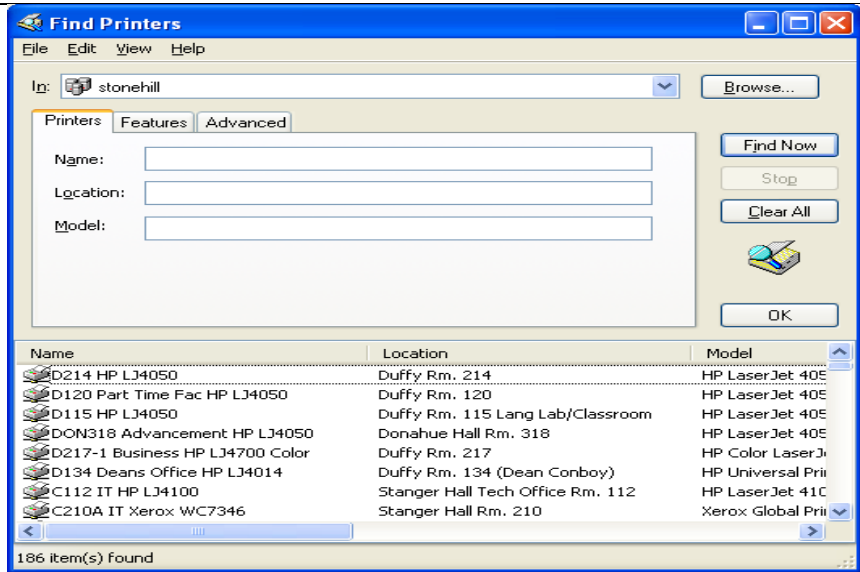 Find Printers
File Edit View Help
In: stonehill Browse...
Printers Features Advanced
Find Now
Name:
Stop
Location:
Clear All
Model:
OK
Name Location Model
D214 HP LJ4050 Duffy Rm. 214 HP LaserJet 405
D120 Part Time Fac HP LJ4050 Duffy Rm. 120 HP LaserJet 405
D115 HP LJ4050 Duffy Rm. 115 Lang Lab/Classroom HP LaserJet 405
DON318 Advancement HP LJ4050 Donahue Hall Rm. 318 HP LaserJet 405
D217-1 Business HP LJ4700 Color Duffy Rm. 217 HP Color LaserJ
D134 Deans Office HP LJ4014 Duffy Rm. 134 (Dean Conboy) HP Universal Pri
C112 IT HP LJ4100 Stanger Hall Tech Office Rm. 112 HP LaserJet 410
C210A IT Xerox WC7346 Stanger Hall Rm. 210 Xerox Global Pri
186 item(s) found